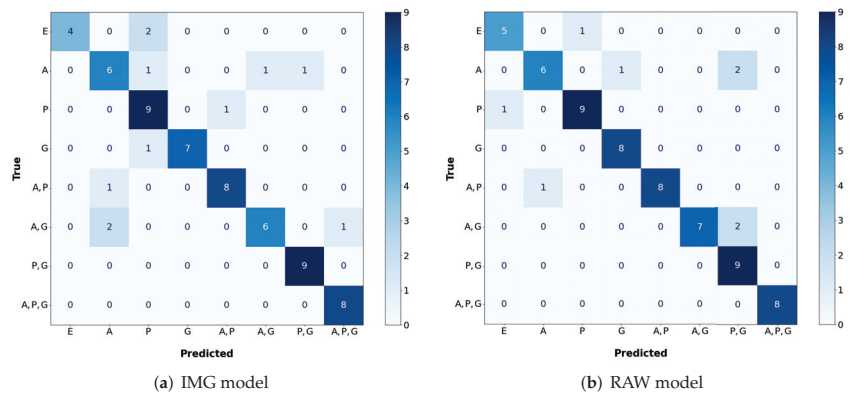 True
E 4 0 2 0 0 0 0 0
A 0 6 1 0 0 1 1 0
P 0 0 9 0 1 0 0 0
G 0 0 1 7 0 0 0 0
A, P 0 1 0 0 8 0 0 0
A, G 0 2 0 0 0 6 0 1
P, G 0 0 0 0 0 0 9 0
A, P, G 0 0 0 0 0 0 0 8
E A P G A, P A, G P, G A, P, G
Predicted
9
8
7
6
5
4
3
2
1
0
(a) IMG model
True
E 5 0 1 0 0 0 0 0
A 0 6 0 1 0 0 2 0
P 1 0 9 0 0 0 0 0
G 0 0 0 8 0 0 0 0
A, P 0 1 0 0 8 0 0 0
A, G 0 0 0 0 0 7 2 0
P, G 0 0 0 0 0 0 9 0
A, P, G 0 0 0 0 0 0 0 8
E A P G A, P A, G P, G A, P, G
Predicted
9
8
7
6
5
4
3
2
1
0
(b) RAW model